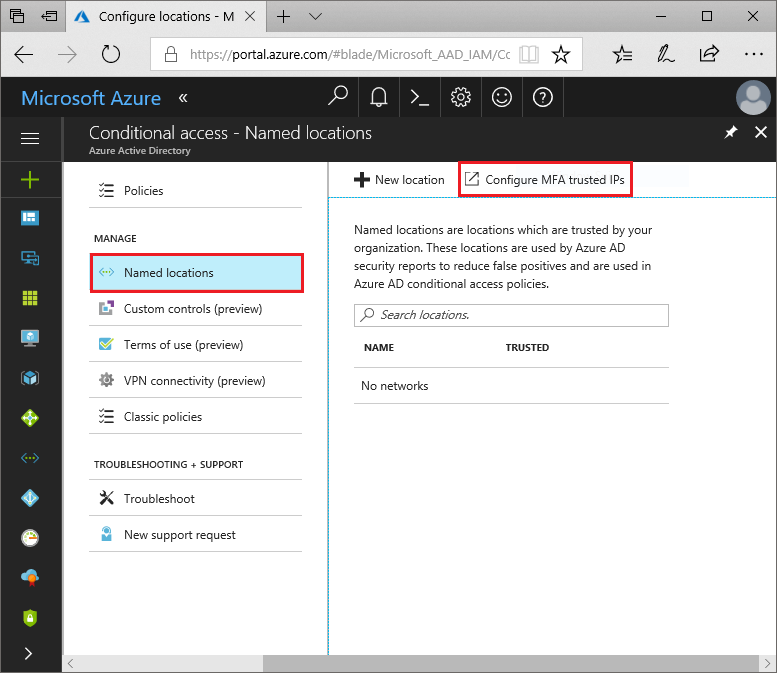 Configure locations - M
https://portal.azure.com/#blade/Microsoft_AAD_IAM/Co
Microsoft Azure «
Conditional access - Named locations
Azure Active Directory
Policies
MANAGE
Named locations
Custom controls (preview)
Terms of use (preview)
VPN connectivity (preview)
Classic policies
TROUBLESHOOTING + SUPPORT
Troubleshoot
New support request
New location Configure MFA trusted IPs
Named locations are locations which are trusted by your
organization. These locations are used by Azure AD
security reports to reduce false positives and are used in
Azure AD conditional access policies.
Search locations.
NAME TRUSTED
No networks